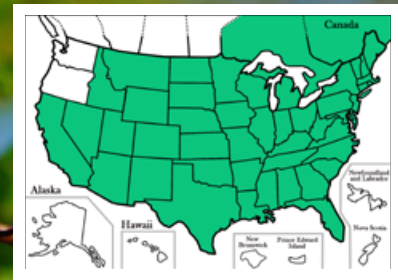 Canada
Alaska
Hawaii
New
Brunswick
Prince Edward
Island
Newfoundland
and Labrador
Nova Scotia